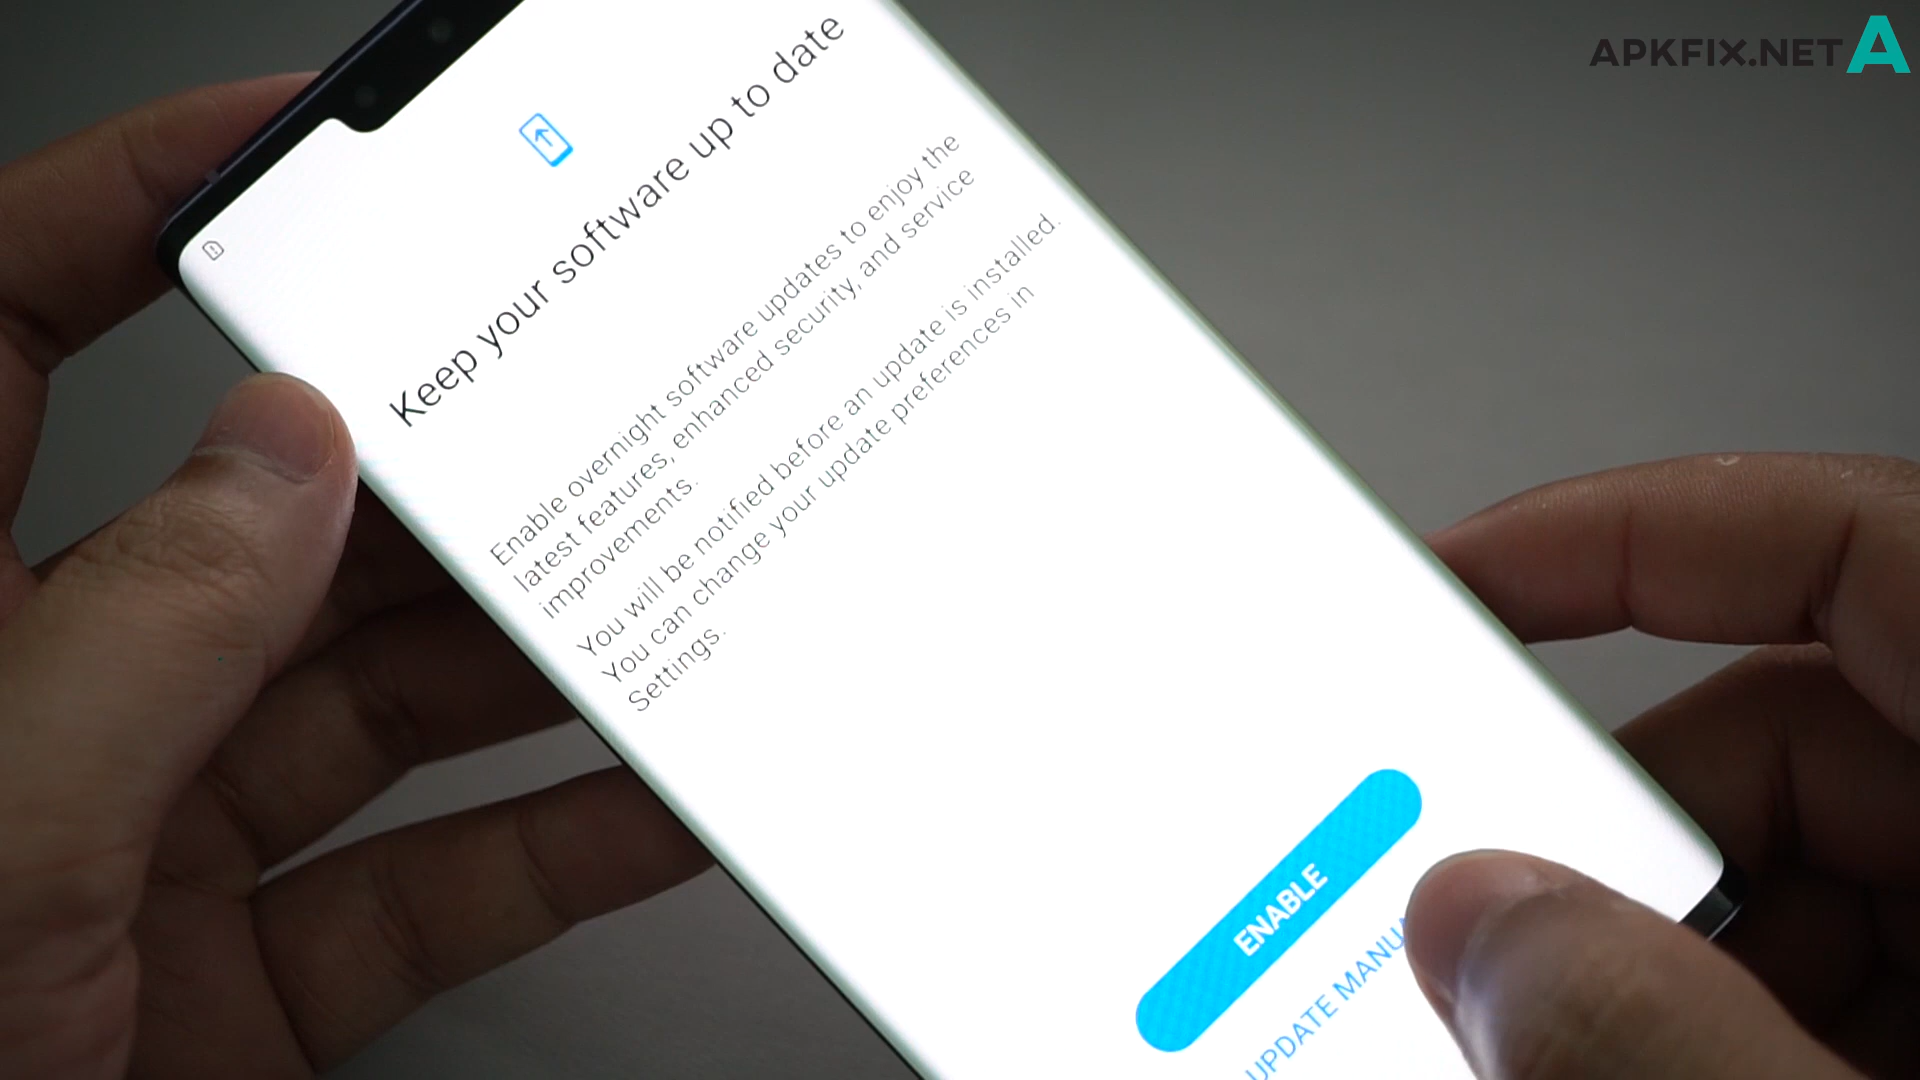 APKFIX.NET A
Keep your software up to date
Enable overnight software updates to enjoy the
latest features, enhanced security, and service
improvements.
You will be notified before an update is installed.
You can change your update preferences in
Settings.
ENABLE
UPDATE